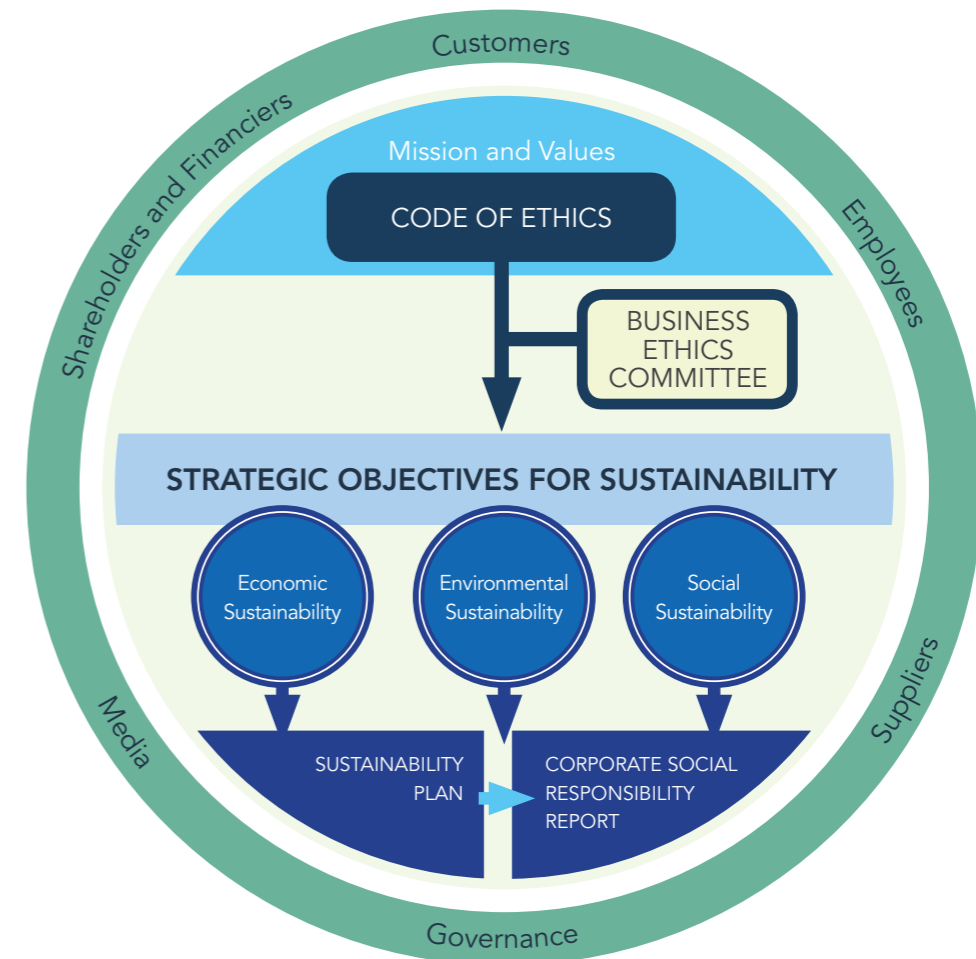 Customers
Shareholders and Financiers
Employees
Mission and Values
CODE OF ETHICS
BUSINESS
ETHICS
COMMITTEE
STRATEGIC OBJECTIVES FOR SUSTAINABILITY
Economic
Sustainability
Environmental
Sustainability
Social
Sustainability
SUSTAINABILITY
PLAN
CORPORATE SOCIAL
RESPONSIBILITY
REPORT
Media
Suppliers
Governance